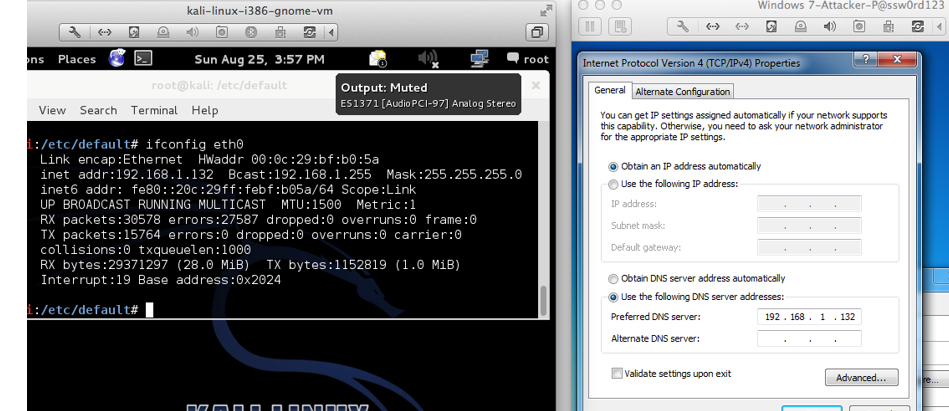 kali-linux-i386-gnome-vm
ons Places Sun Aug 25, 3:57 PM root
root@kali: /etc/default
Output: Muted
ES1371 [AudioPCI-97] Analog Stereo
View Search Terminal Help
i:/etc/default# ifconfig eth0
Link encap:Ethernet HWaddr 00:0c:29:bf:b0:5a
inet addr:192.168.1.132 Bcast:192.168.1.255 Mask:255.255.255.0
inet6 addr: fe80::20c:29ff:febf:b05a/64 Scope:Link
UP BROADCAST RUNNING MULTICAST MTU:1500 Metric:1
RX packets:30578 errors:27587 dropped:0 overruns:0 frame:0
TX packets:15764 errors:0 dropped:0 overruns:0 carrier:0
collisions:0 txqueuelen:1000
RX bytes:29371297 (28.0 MiB) TX bytes:1152819 (1.0 MiB)
Interrupt:19 Base address:0x2024
i:/etc/default#
KALI LINUX
Windows 7-Attacker-P@ssw0rd123
Internet Protocol Version 4 (TCP/IPv4) Properties
General Alternate Configuration
You can get IP settings assigned automatically if your network supports
this capability. Otherwise, you need to ask your network administrator
for the appropriate IP settings.
Obtain an IP address automatically
Use the following IP address:
IP address: . . .
Subnet mask: . . .
Default gateway: . . .
Obtain DNS server address automatically
Use the following DNS server addresses:
Preferred DNS server: 192 . 168 . 1 . 132
Alternate DNS server: . . .
Validate settings upon exit
Advanced...
re...